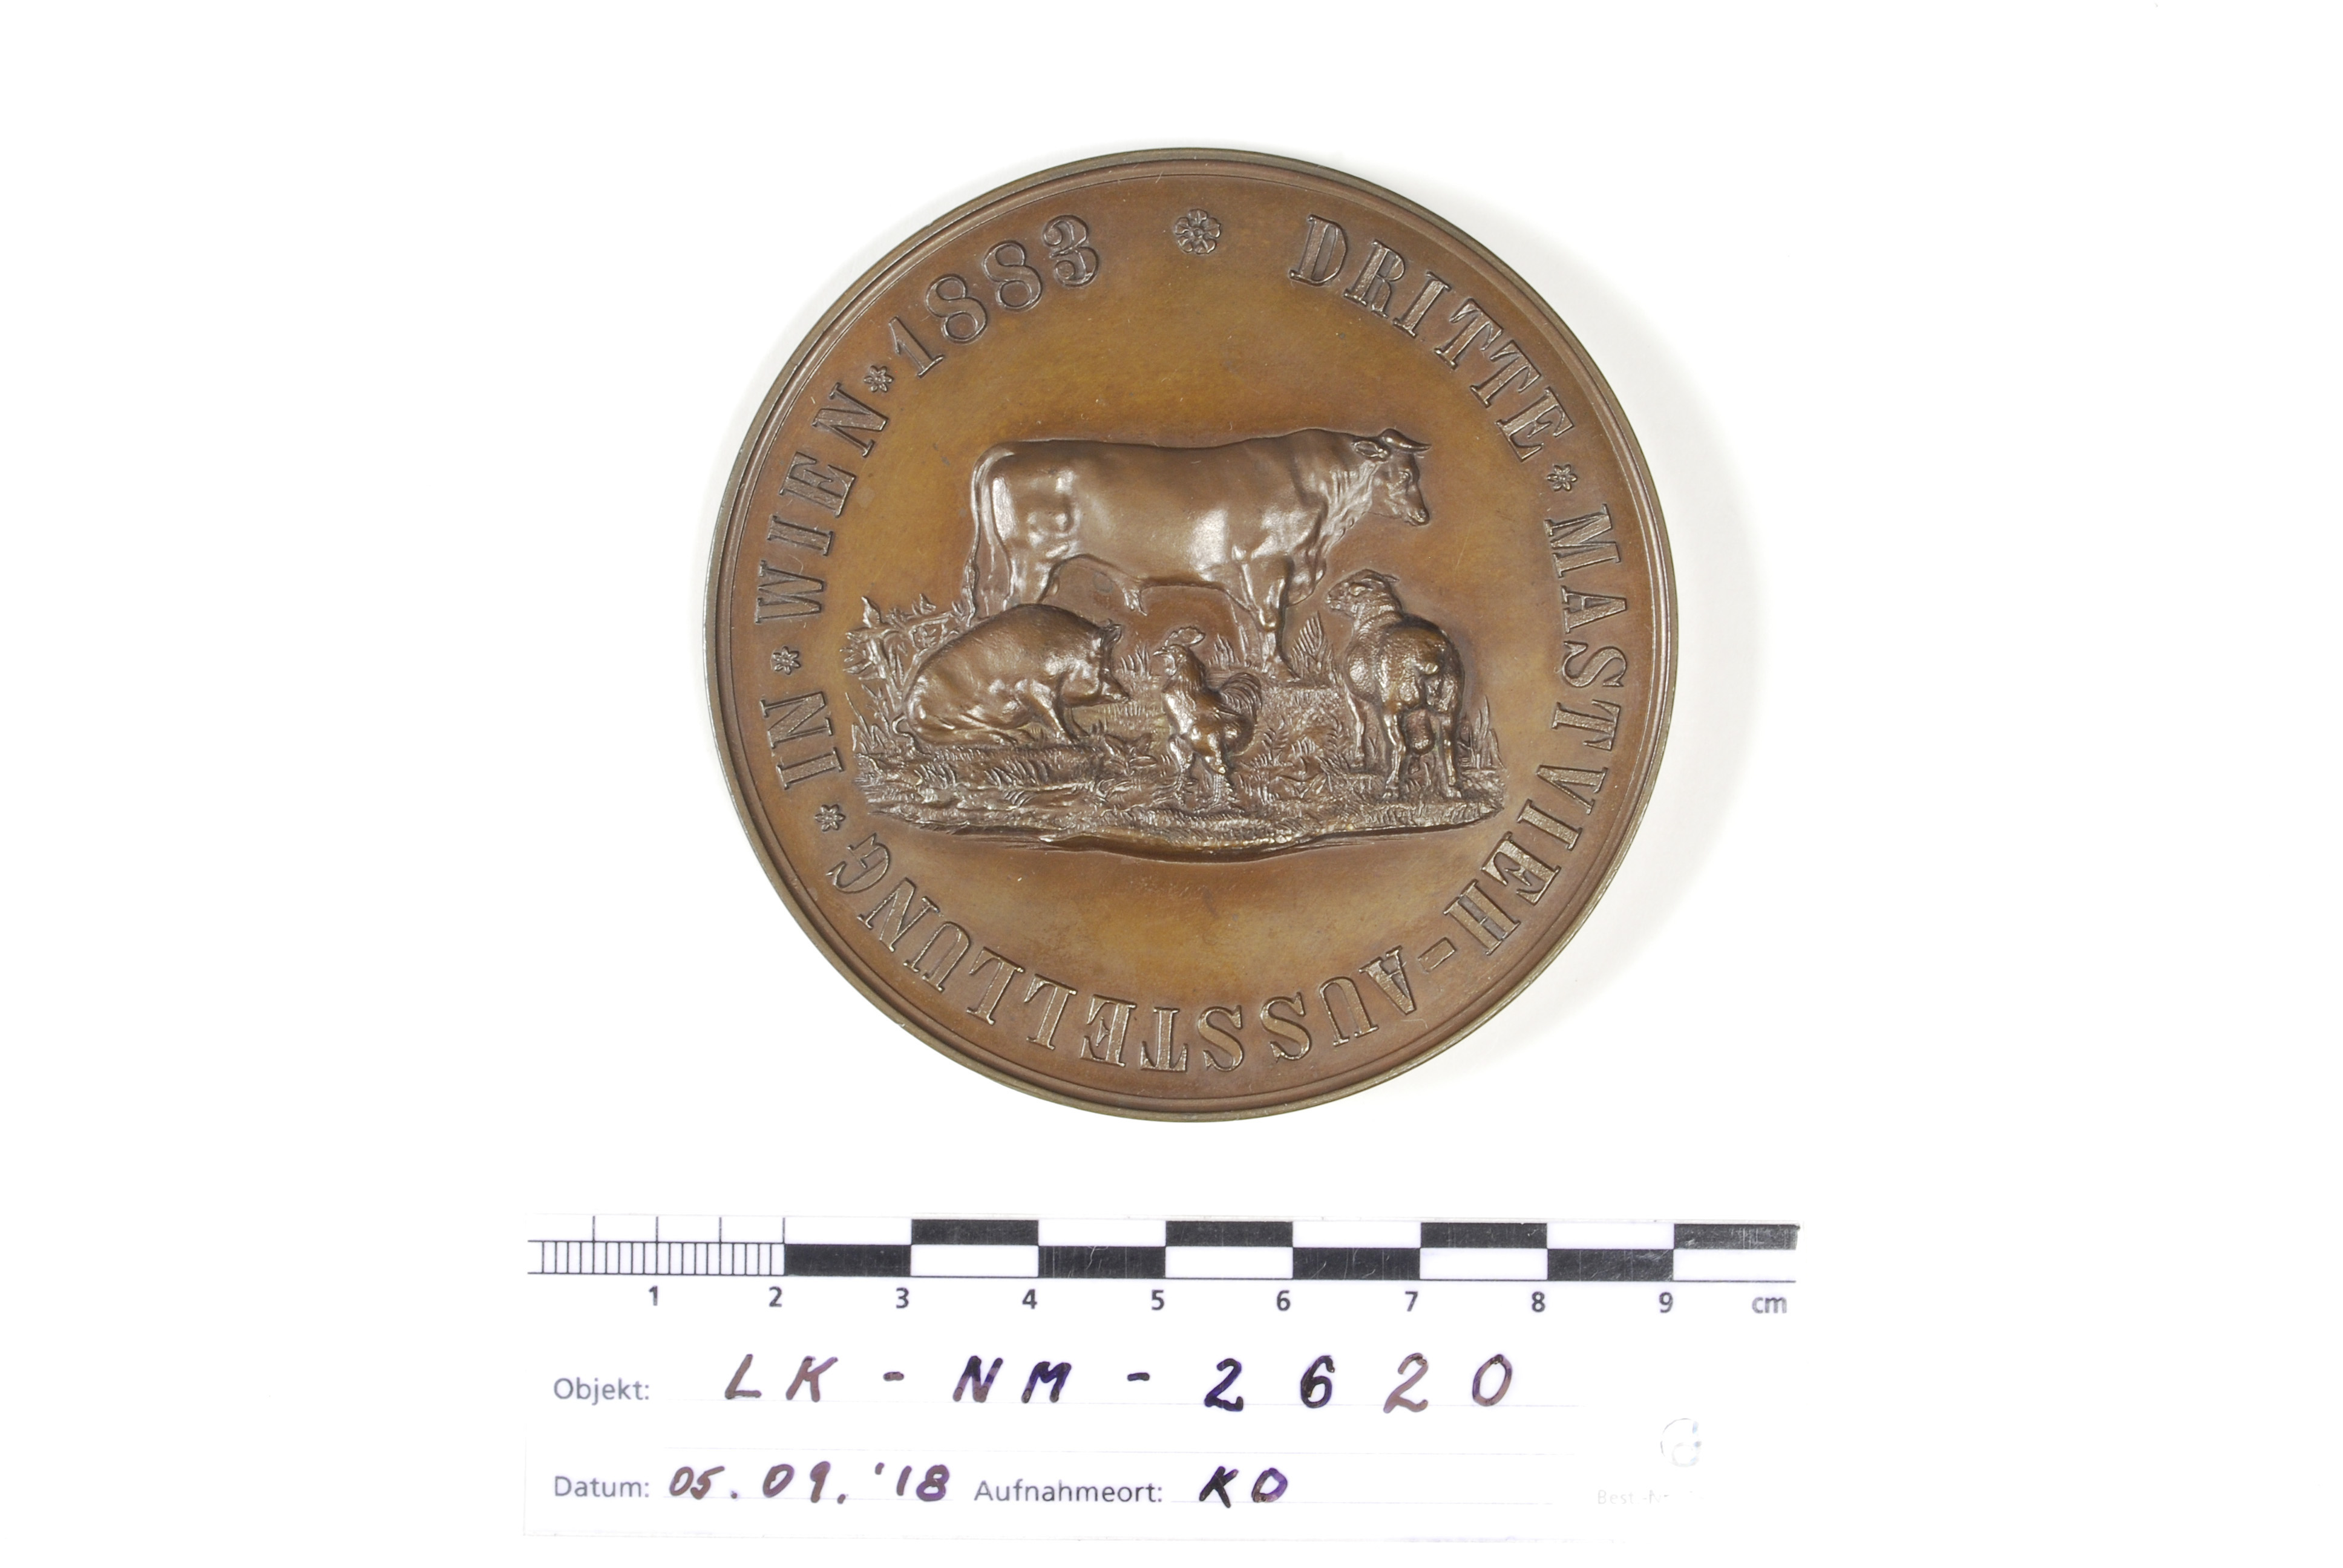 DRITTE * MASTVIEH-AUSSTELLUNG * IN * WIEN * 1883
1 2 3 4 5 6 7 8 9 cm
Objekt: LK-NM-2620
Datum: 05.09.'18 Aufnahmeort: KO